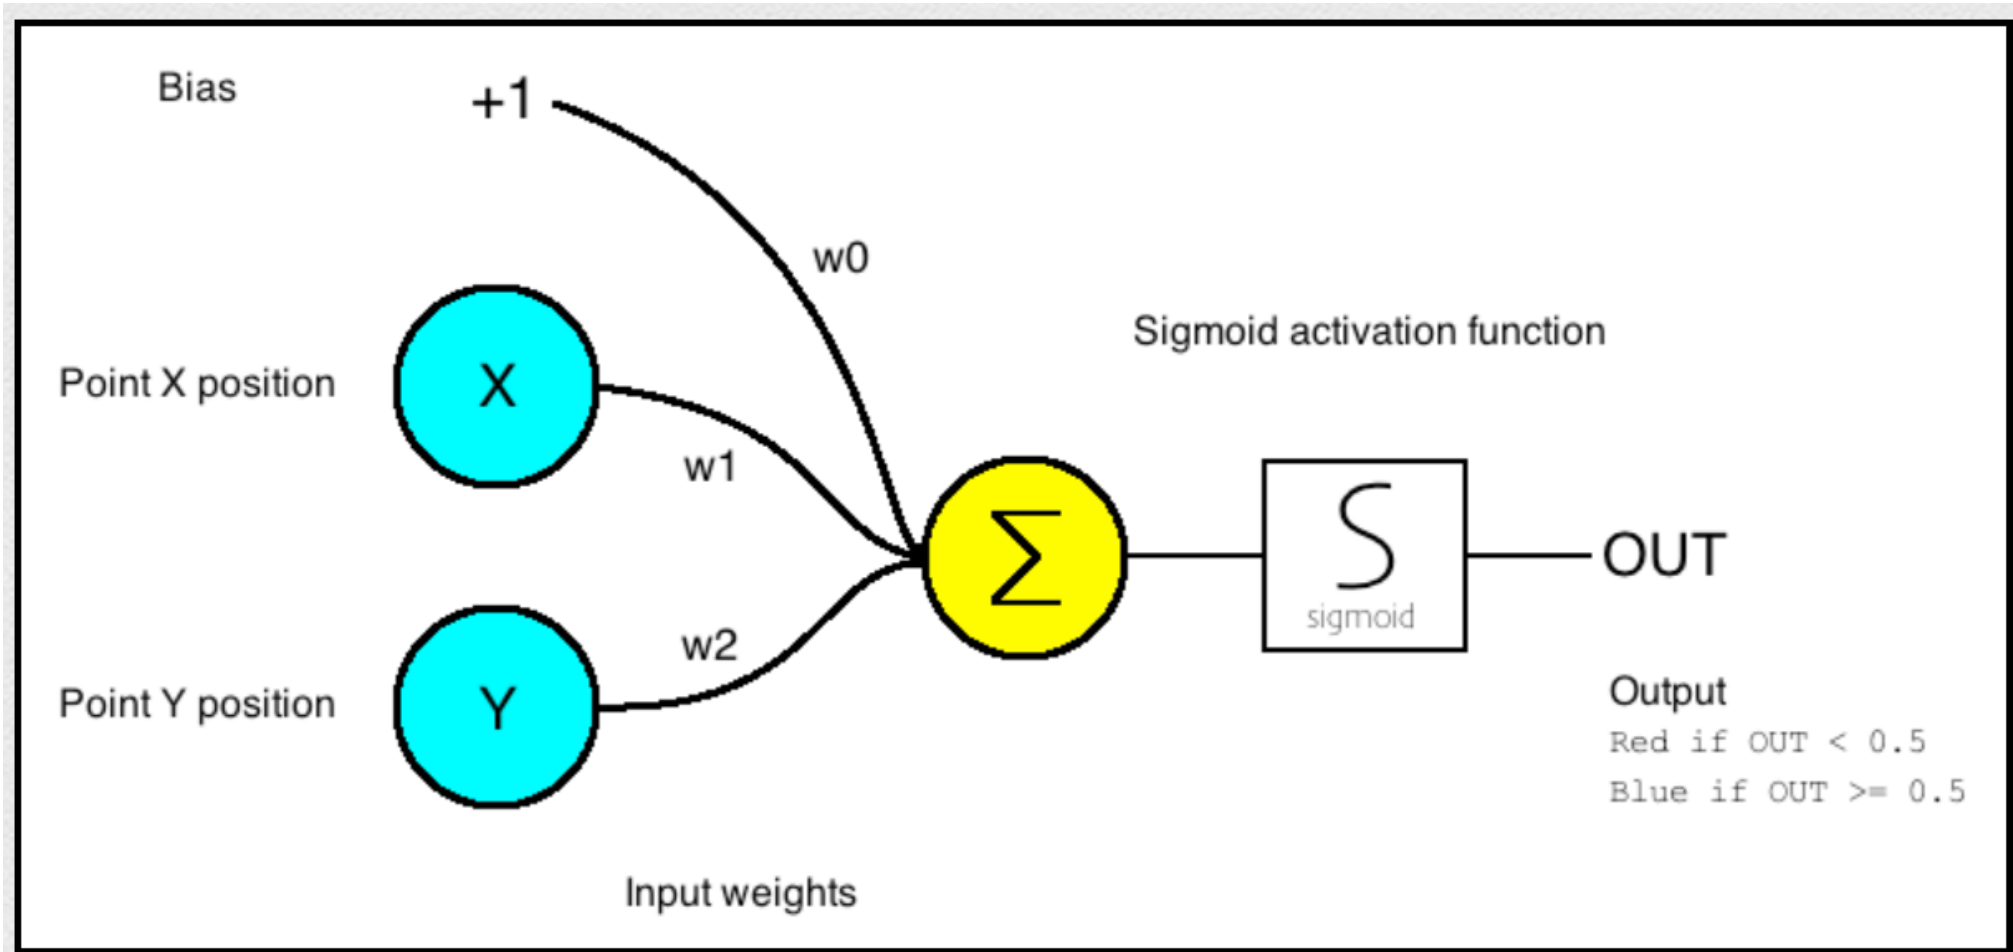 Bias
+1
w0
Sigmoid activation function
Point X position
X
w1
Σ
S
sigmoid
OUT
w2
Point Y position
Y
Output
Red if OUT < 0.5
Blue if OUT >= 0.5
Input weights